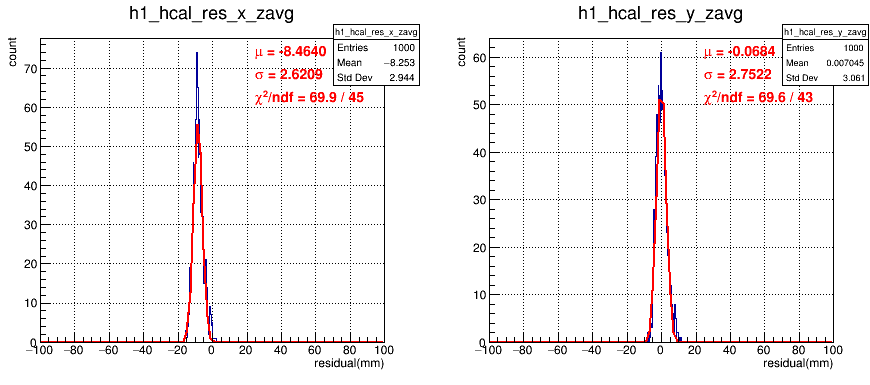 h1_hcal_res_x_zavg
count
h1_hcal_res_x_zavg
Entries 1000
Mean −8.253
Std Dev 2.944
μ = -8.4640
σ = 2.6209
χ²/ndf = 69.9 / 45
70
60
50
40
30
20
10
0
−100 −80 −60 −40 −20 0 20 40 60 80 100
residual(mm)
h1_hcal_res_y_zavg
count
h1_hcal_res_y_zavg
Entries 1000
Mean 0.007045
Std Dev 3.061
μ = -0.0684
σ = 2.7522
χ²/ndf = 69.6 / 43
60
50
40
30
20
10
0
−100 −80 −60 −40 −20 0 20 40 60 80 100
residual(mm)